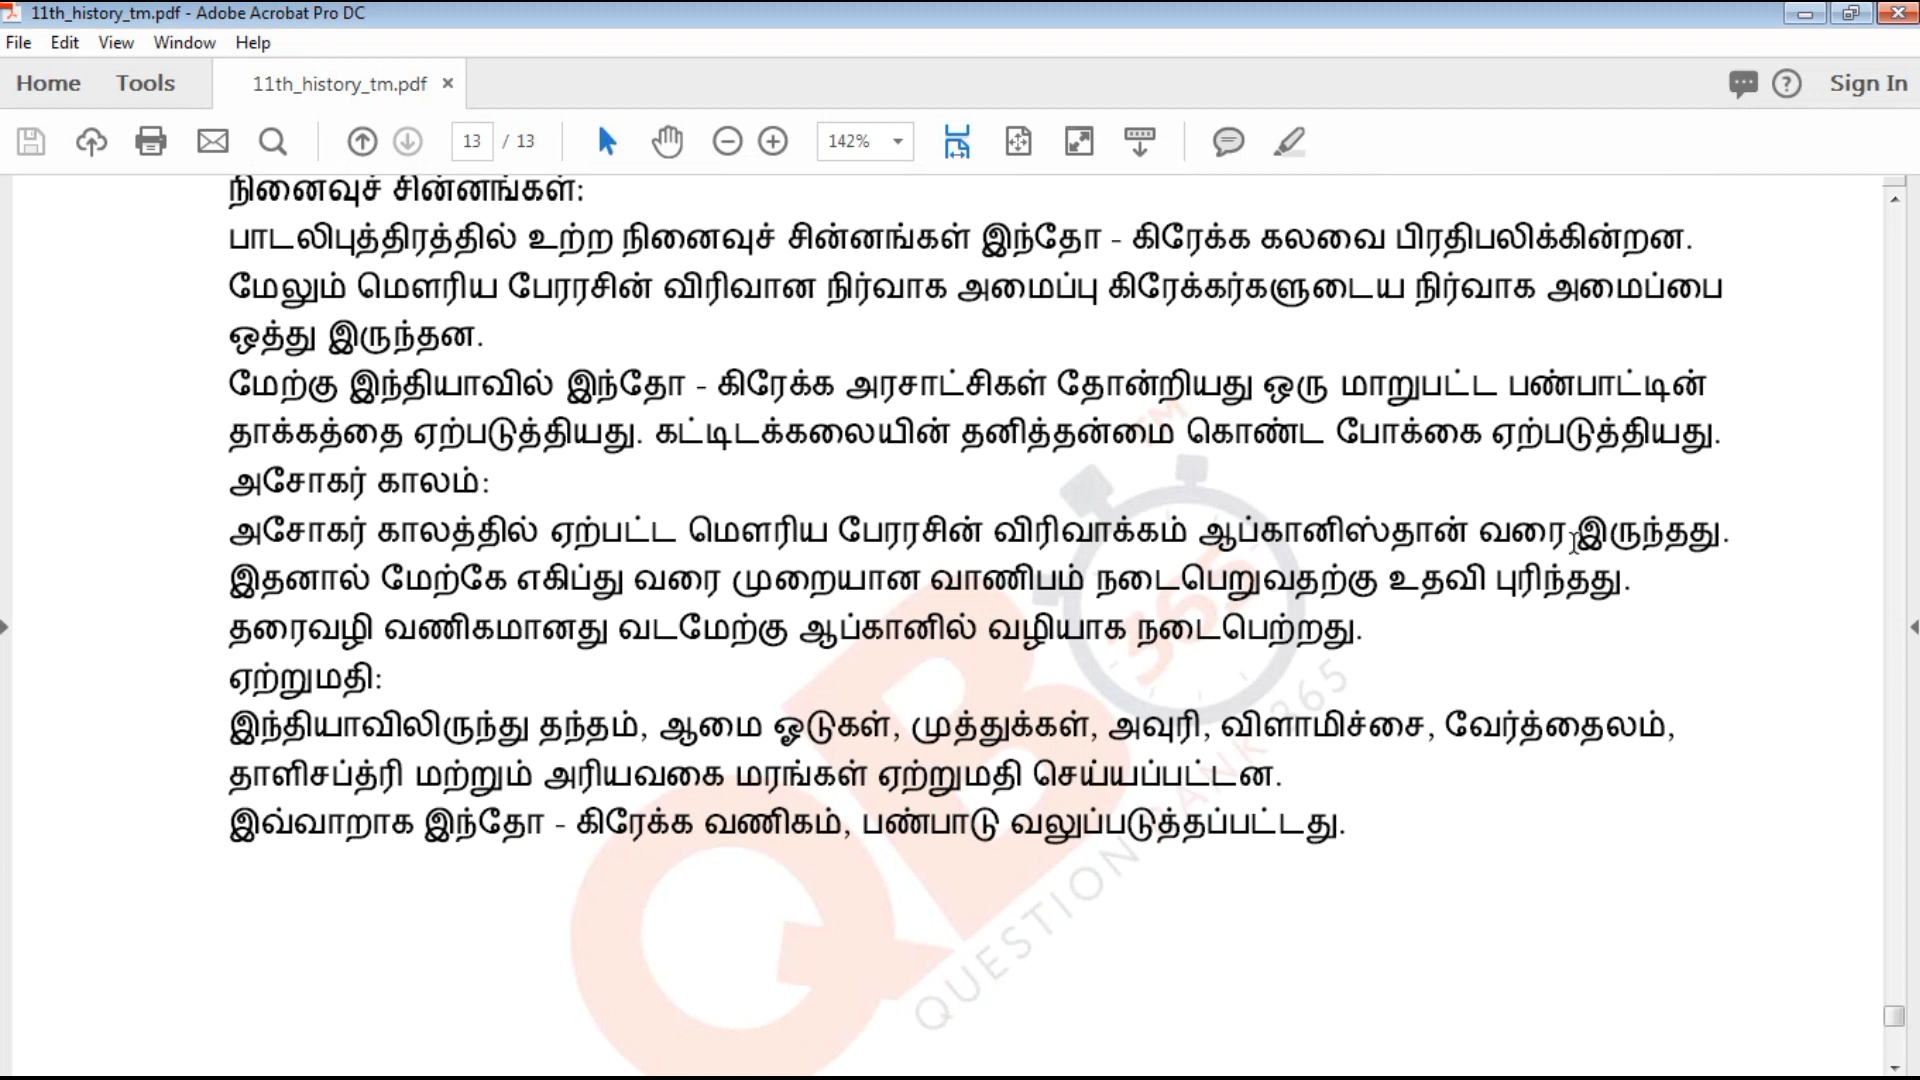 11th_history_tm.pdf - Adobe Acrobat Pro DC
File Edit View Window Help
Home Tools 11th_history_tm.pdf × Sign In
13 / 13 142%
நினைவுச் சின்னங்கள்:
பாடலிபுத்திரத்தில் உற்ற நினைவுச் சின்னங்கள் இந்தோ - கிரேக்க கலவை பிரதிபலிக்கின்றன.
மேலும் மௌரிய பேரரசின் விரிவான நிர்வாக அமைப்பு கிரேக்கர்களுடைய நிர்வாக அமைப்பை
ஒத்து இருந்தன.
மேற்கு இந்தியாவில் இந்தோ - கிரேக்க அரசாட்சிகள் தோன்றியது ஒரு மாறுபட்ட பண்பாட்டின்
தாக்கத்தை ஏற்படுத்தியது. கட்டிடக்கலையின் தனித்தன்மை கொண்ட போக்கை ஏற்படுத்தியது.
அசோகர் காலம்:
அசோகர் காலத்தில் ஏற்பட்ட மௌரிய பேரரசின் விரிவாக்கம் ஆப்கானிஸ்தான் வரை இருந்தது.
இதனால் மேற்கே எகிப்து வரை முறையான வாணிபம் நடைபெறுவதற்கு உதவி புரிந்தது.
தரைவழி வணிகமானது வடமேற்கு ஆப்கானில் வழியாக நடைபெற்றது.
ஏற்றுமதி:
இந்தியாவிலிருந்து தந்தம், ஆமை ஓடுகள், முத்துக்கள், அவுரி, விளாமிச்சை, வேர்த்தைலம்,
தாளிசப்த்ரி மற்றும் அரியவகை மரங்கள் ஏற்றுமதி செய்யப்பட்டன.
இவ்வாறாக இந்தோ - கிரேக்க வணிகம், பண்பாடு வலுப்படுத்தப்பட்டது.
QB
365
TM
QUESTION BANK 365